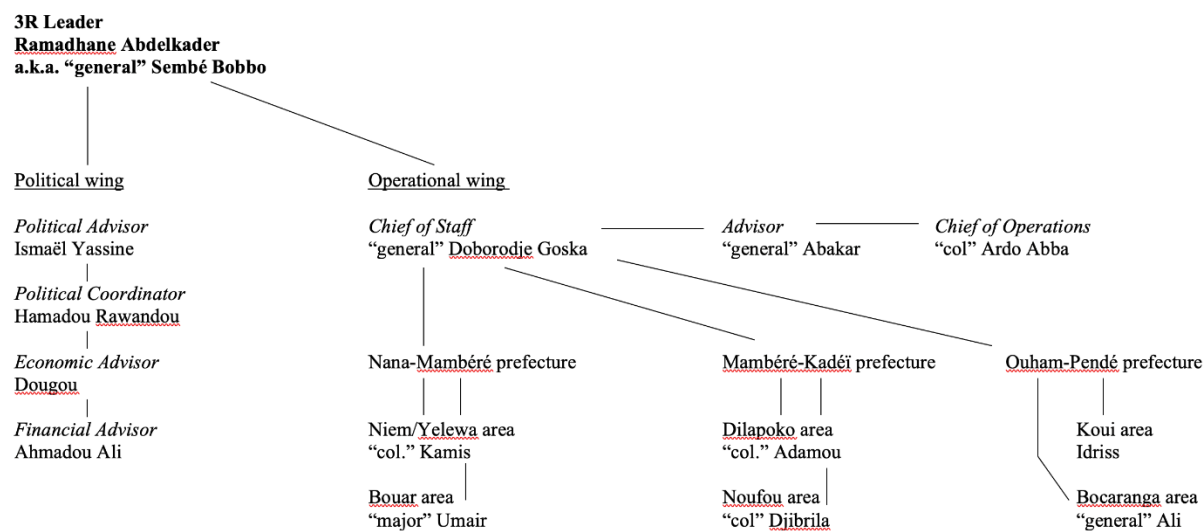 3R Leader
Ramadhane Abdelkader
a.k.a. “general” Sembé Bobbo
Political wing
Operational wing
Political Advisor
Ismaël Yassine
Chief of Staff
“general” Doborodje Goska
Advisor
“general” Abakar
Chief of Operations
“col” Ardo Abba
Political Coordinator
Hamadou Rawandou
Economic Advisor
Dougou
Financial Advisor
Ahmadou Ali
Nana-Mambéré prefecture
Mambéré-Kadéï prefecture
Ouham-Pendé prefecture
Niem/Yelewa area
“col.” Kamis
Dilapoko area
“col.” Adamou
Koui area
Idriss
Bouar area
“major” Umair
Noufou area
“col” Djibrila
Bocaranga area
“general” Ali